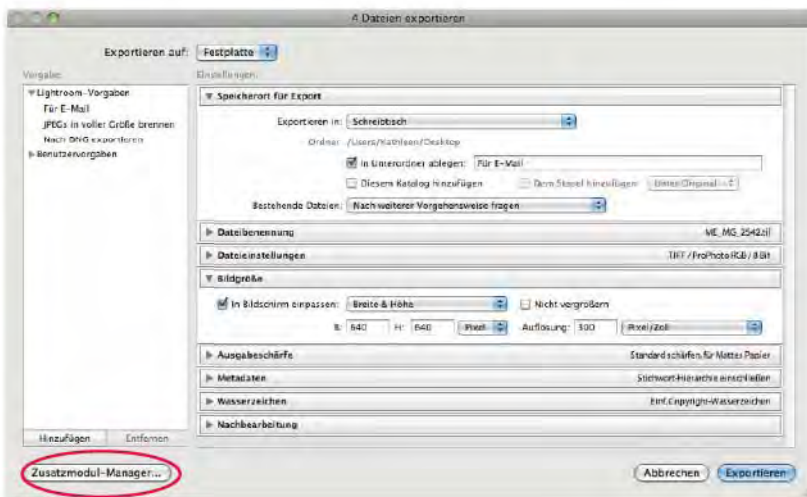 4 Dateien exportieren
Exportieren auf: Festplatte
Vorgabe: Einstellungen:
Lightroom-Vorgaben
Für E-Mail
JPEGs in voller Größe brennen
Nach DNG exportieren
Benutzervorgaben
Hinzufügen Entfernen
Speicherort für Export
Exportieren in: Schreibtisch
Ordner: /Users/Kathleen/Desktop
In Unterordner ablegen: Für E-Mail
Diesem Katalog hinzufügen Dem Stapel hinzufügen: Unter Original
Bestehende Dateien: Nach weiterer Vorgehensweise fragen
Dateibenennung ME_MG_2542.tif
Dateieinstellungen TIFF / ProPhoto RGB / 8 Bit
Bildgröße
In Bildschirm einpassen: Breite & Höhe Nicht vergrößern
B: 640 H: 640 Pixel Auflösung: 300 Pixel/Zoll
Ausgabeschärfe Standard schärfen für Mattes Papier
Metadaten Stichwort-Hierarchie einschließen
Wasserzeichen Einf. Copyright-Wasserzeichen
Nachbearbeitung
Zusatzmodul-Manager... Abbrechen Exportieren